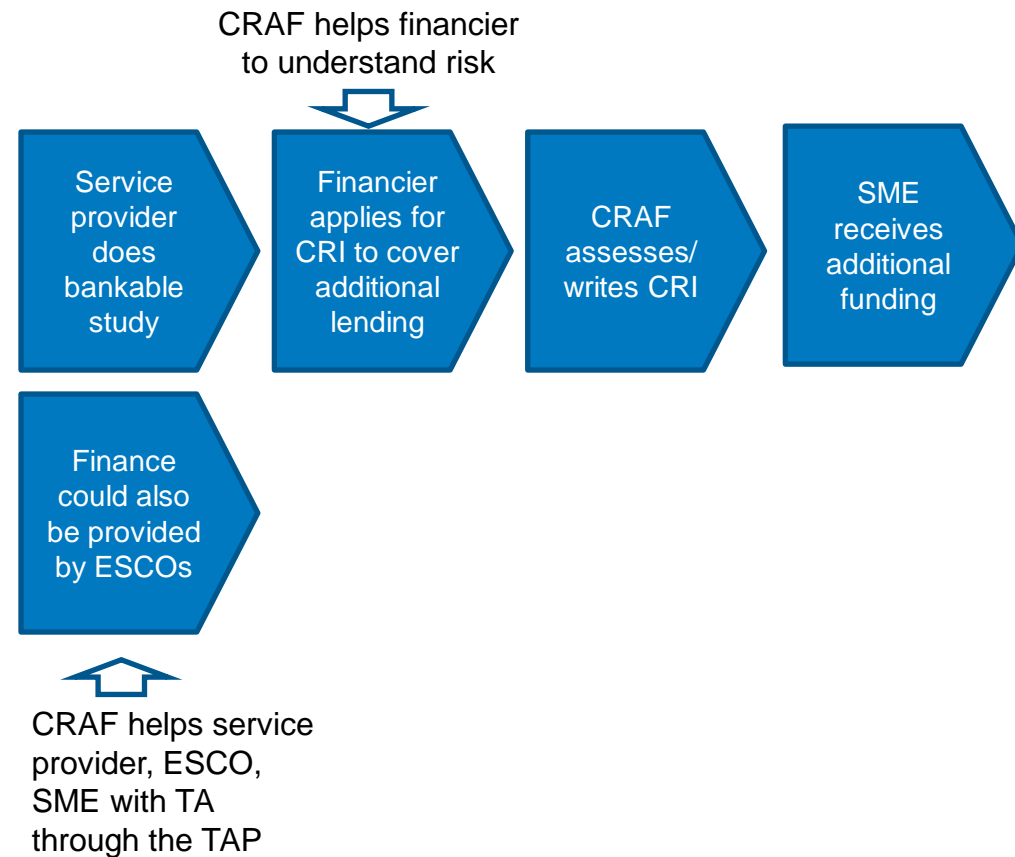 CRAF helps financier
to understand risk
Service
provider
does
bankable
study
Financier
applies for
CRI to cover
additional
lending
CRAF
assesses/
writes CRI
SME
receives
additional
funding
Finance
could also
be provided
by ESCOs
CRAF helps service
provider, ESCO,
SME with TA
through the TAP